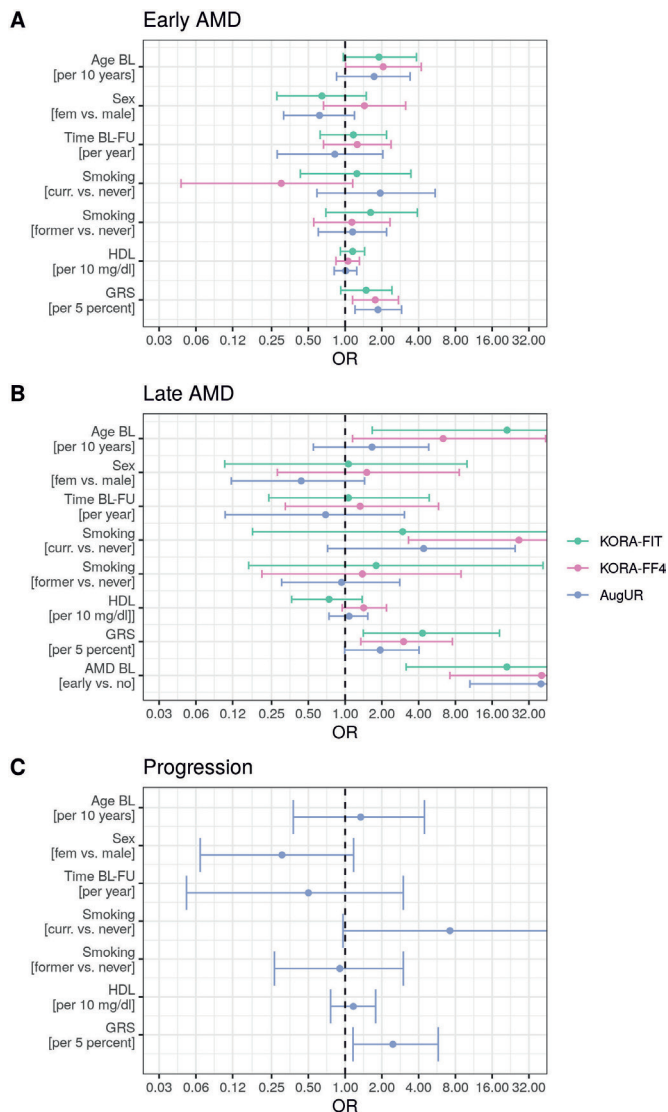 A Early AMD
Age BL
[per 10 years]
Sex
[fem vs. male]
Time BL-FU
[per year]
Smoking
[curr. vs. never]
Smoking
[former vs. never]
HDL
[per 10 mg/dl]
GRS
[per 5 percent]
0.03 0.06 0.12 0.25 0.50 1.00 2.00 4.00 8.00 16.00 32.00
OR
B Late AMD
Age BL
[per 10 years]
Sex
[fem vs. male]
Time BL-FU
[per year]
Smoking
[curr. vs. never]
Smoking
[former vs. never]
HDL
[per 10 mg/dl]]
GRS
[per 5 percent]
AMD BL
[early vs. no]
0.03 0.06 0.12 0.25 0.50 1.00 2.00 4.00 8.00 16.00 32.00
OR
KORA-FIT
KORA-FF4
AugUR
C Progression
Age BL
[per 10 years]
Sex
[fem vs. male]
Time BL-FU
[per year]
Smoking
[curr. vs. never]
Smoking
[former vs. never]
HDL
[per 10 mg/dl]
GRS
[per 5 percent]
0.03 0.06 0.12 0.25 0.50 1.00 2.00 4.00 8.00 16.00 32.00
OR